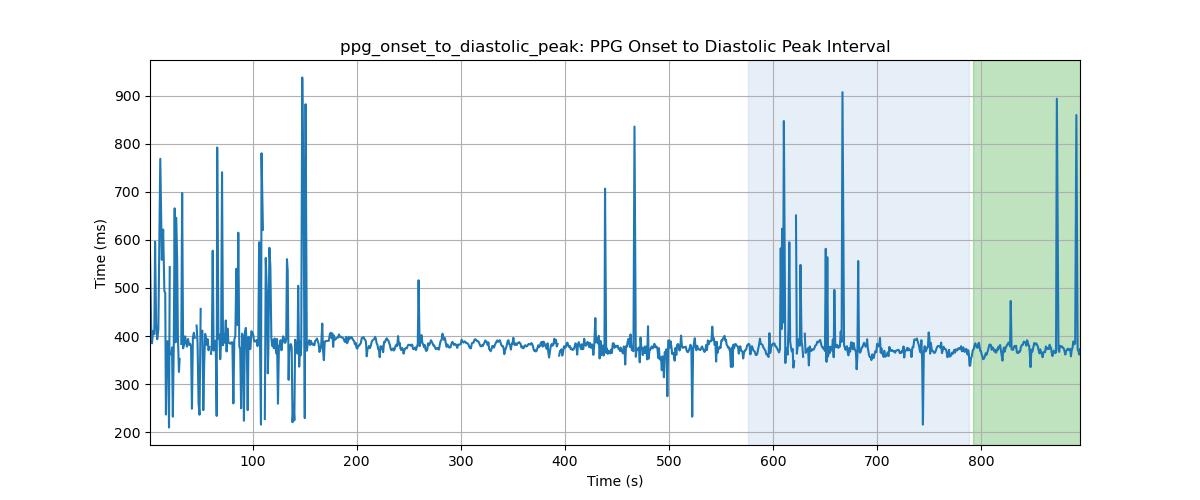 ppg_onset_to_diastolic_peak: PPG Onset to Diastolic Peak Interval
Time (ms)
900
800
700
600
500
400
300
200
100 200 300 400 500 600 700 800
Time (s)